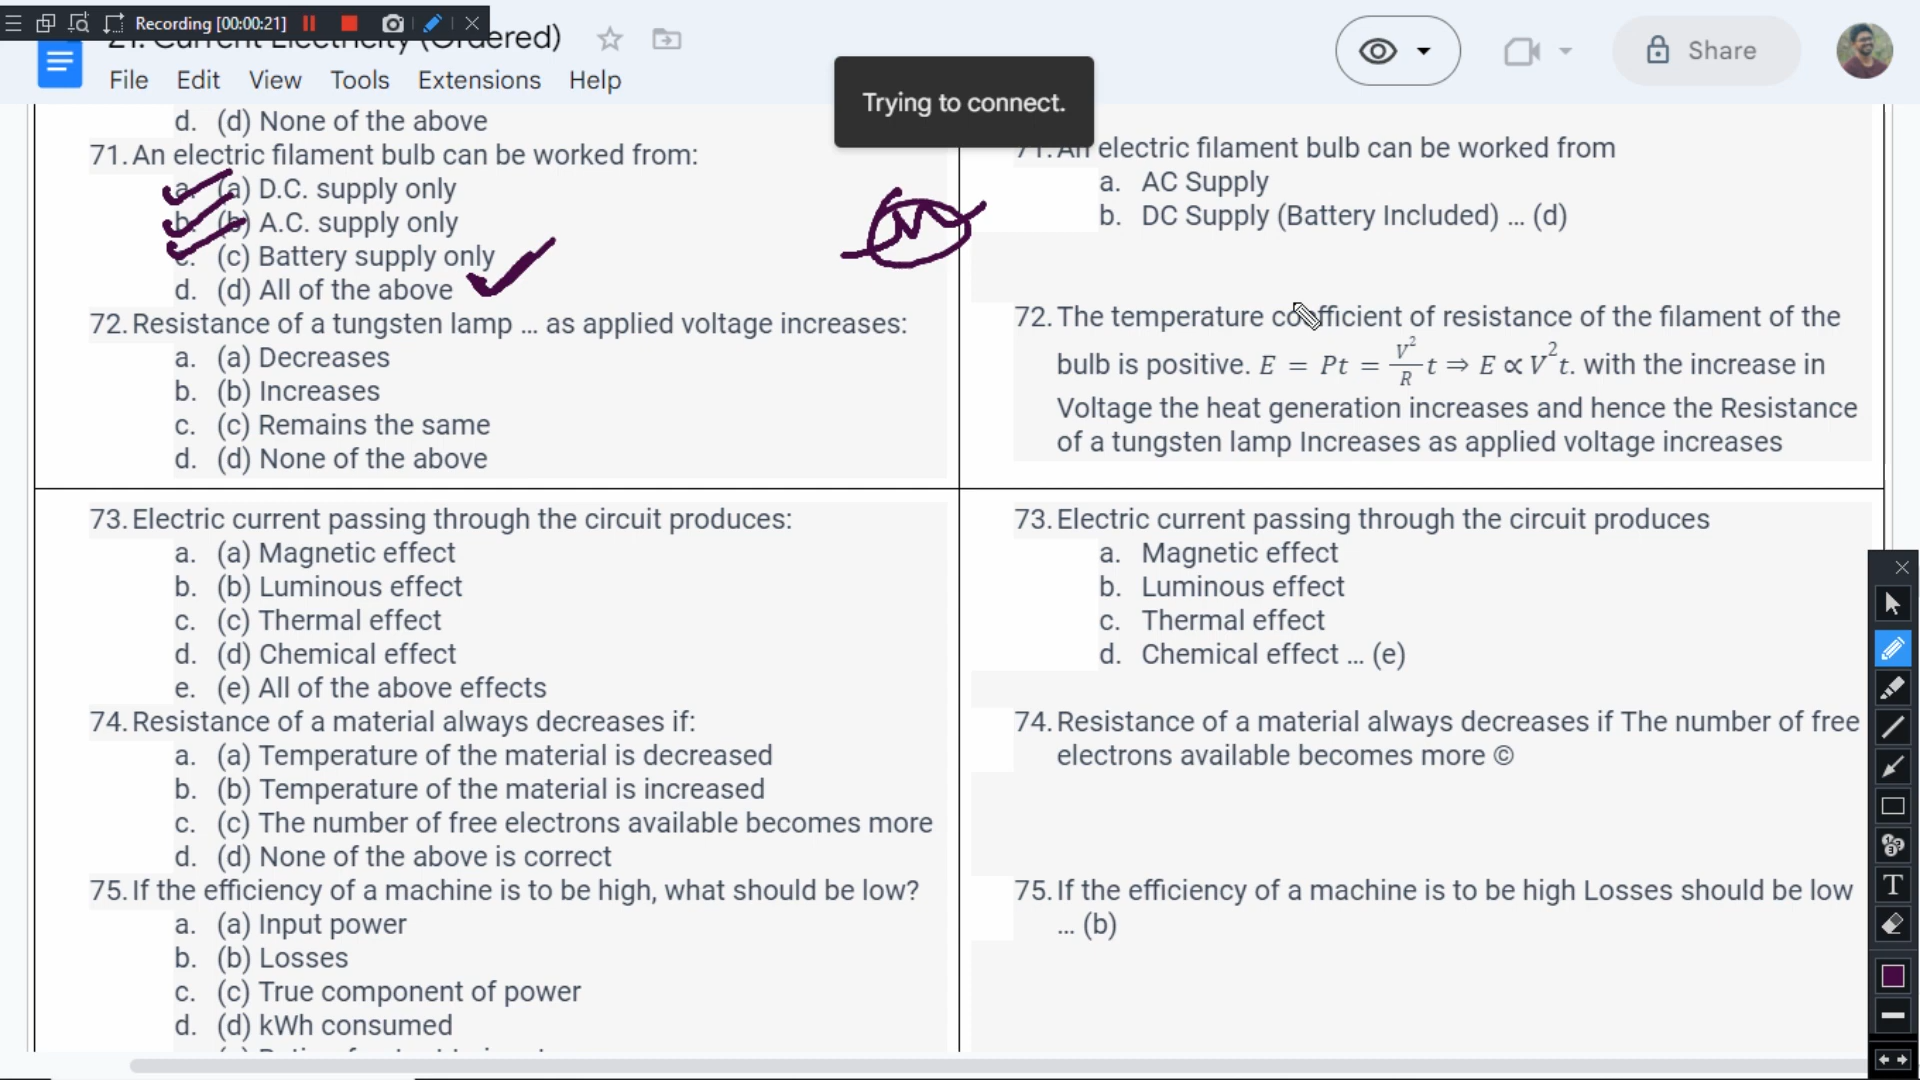 Recording [00:00:21]
21. Current Electricity (Ordered)
File Edit View Tools Extensions Help
Share
Trying to connect.
d. (d) None of the above
71. An electric filament bulb can be worked from:
a. (a) D.C. supply only
b. (b) A.C. supply only
c. (c) Battery supply only
d. (d) All of the above
72. Resistance of a tungsten lamp ... as applied voltage increases:
a. (a) Decreases
b. (b) Increases
c. (c) Remains the same
d. (d) None of the above
73. Electric current passing through the circuit produces:
a. (a) Magnetic effect
b. (b) Luminous effect
c. (c) Thermal effect
d. (d) Chemical effect
e. (e) All of the above effects
74. Resistance of a material always decreases if:
a. (a) Temperature of the material is decreased
b. (b) Temperature of the material is increased
c. (c) The number of free electrons available becomes more
d. (d) None of the above is correct
75. If the efficiency of a machine is to be high, what should be low?
a. (a) Input power
b. (b) Losses
c. (c) True component of power
d. (d) kWh consumed
71. An electric filament bulb can be worked from
a. AC Supply
b. DC Supply (Battery Included) ... (d)
72. The temperature coefficient of resistance of the filament of the
bulb is positive. E = Pt = V²/R t ⇒ E ∝ V² t. with the increase in
Voltage the heat generation increases and hence the Resistance
of a tungsten lamp Increases as applied voltage increases
73. Electric current passing through the circuit produces
a. Magnetic effect
b. Luminous effect
c. Thermal effect
d. Chemical effect ... (e)
74. Resistance of a material always decreases if The number of free
electrons available becomes more ©
75. If the efficiency of a machine is to be high Losses should be low
... (b)